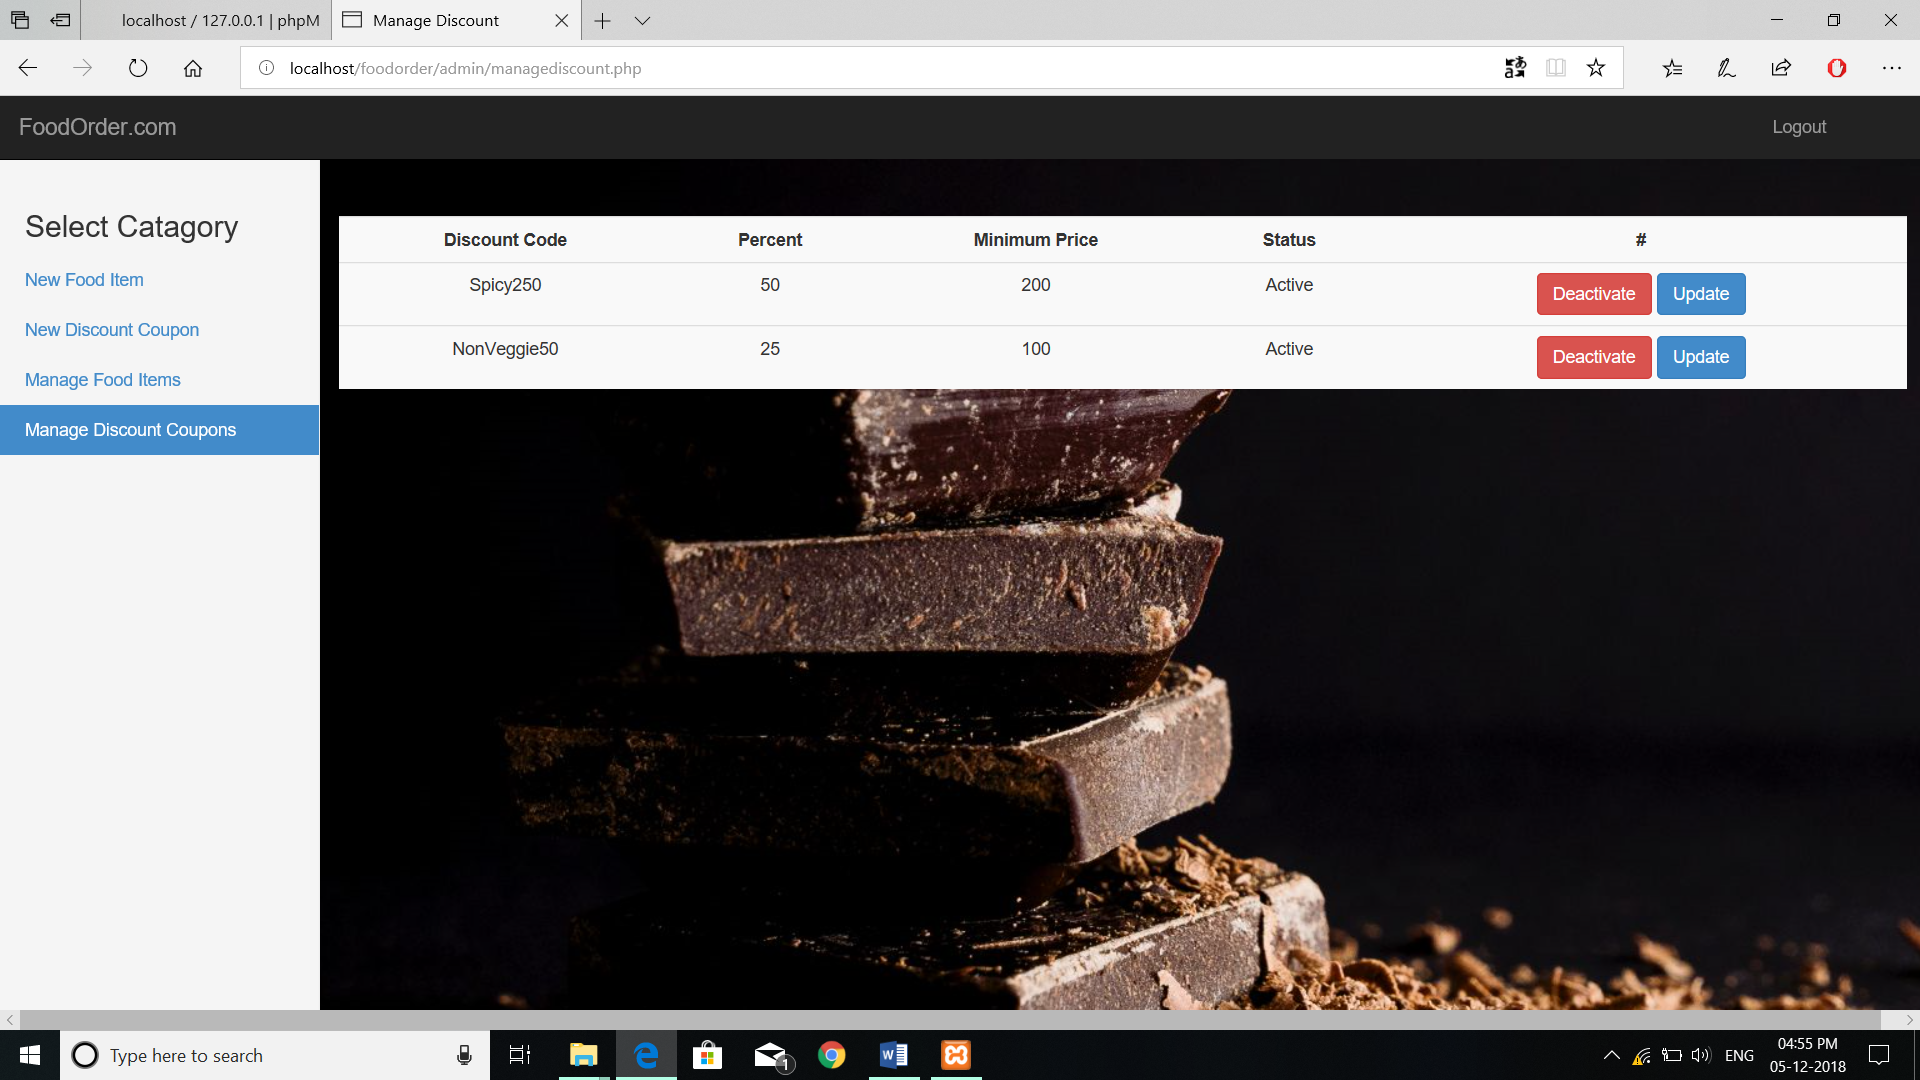 localhost / 127.0.0.1 | phpM
Manage Discount
localhost/foodorder/admin/managediscount.php
FoodOrder.com
Logout
Select Catagory
New Food Item
New Discount Coupon
Manage Food Items
Manage Discount Coupons
Discount Code Percent Minimum Price Status #
Spicy250 50 200 Active Deactivate Update
NonVeggie50 25 100 Active Deactivate Update
Type here to search
1
ENG
04:55 PM
05-12-2018